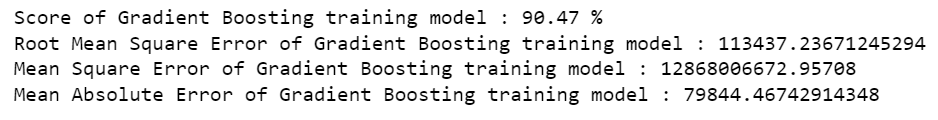 Score of Gradient Boosting training model : 90.47 %
Root Mean Square Error of Gradient Boosting training model : 113437.23671245294
Mean Square Error of Gradient Boosting training model : 12868006672.95708
Mean Absolute Error of Gradient Boosting training model : 79844.46742914348